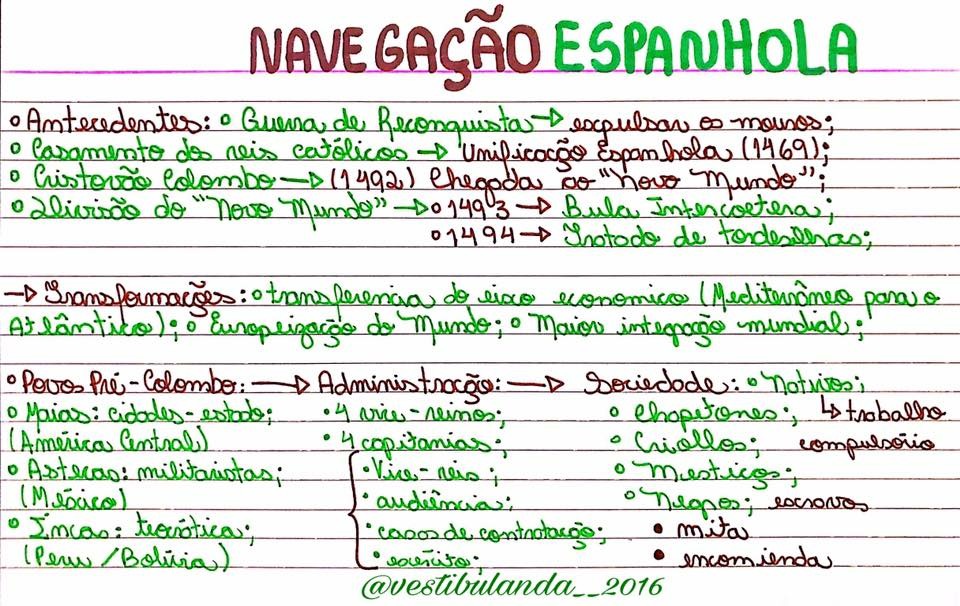 NAVEGAÇÃO ESPANHOLA
° Antecedentes: ° Guerra de Reconquista → expulsar os mouros;
° Casamento dos reis católicos → Unificação Espanhola (1469);
° Cristovão Colombo → (1492) Chegada ao "Novo Mundo";
° Divisão do "Novo Mundo" → ° 1493 → Bula Intercoetera;
° 1494 → Tratado de Tordesilhas;
→ Transformações: ° transferencia do eixo economico (Mediterrâneo para o
Atlântico); ° Europeização do Mundo; ° Maior integração mundial;
° Povos Pré-Colombo: → Administração: → Sociedade: ° Nativos;
° Maias: cidades-estado; • 4 vice-reinos; ° Chapetones; ↳ trabalho
(América Central) • 4 capitanias; ° Criollos; compulsório
° Astecas: militaristas; • Vice-reis; ° Mestiços;
(México) • audiência; ° Negros; escravos
° Incas: teocrática; • casas de contratação; • mita
(Peru/Bolívia) • exército; • encomienda
@vestibulanda__2016